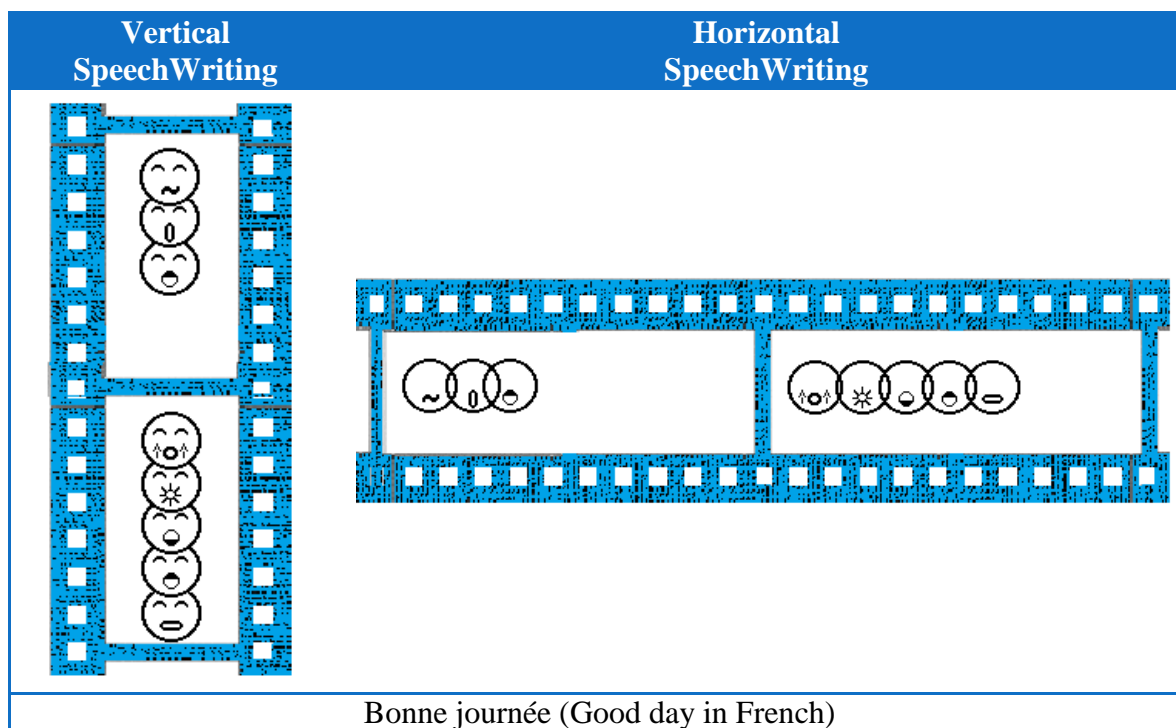 Vertical
SpeechWriting
Horizontal
SpeechWriting
Bonne journée (Good day in French)